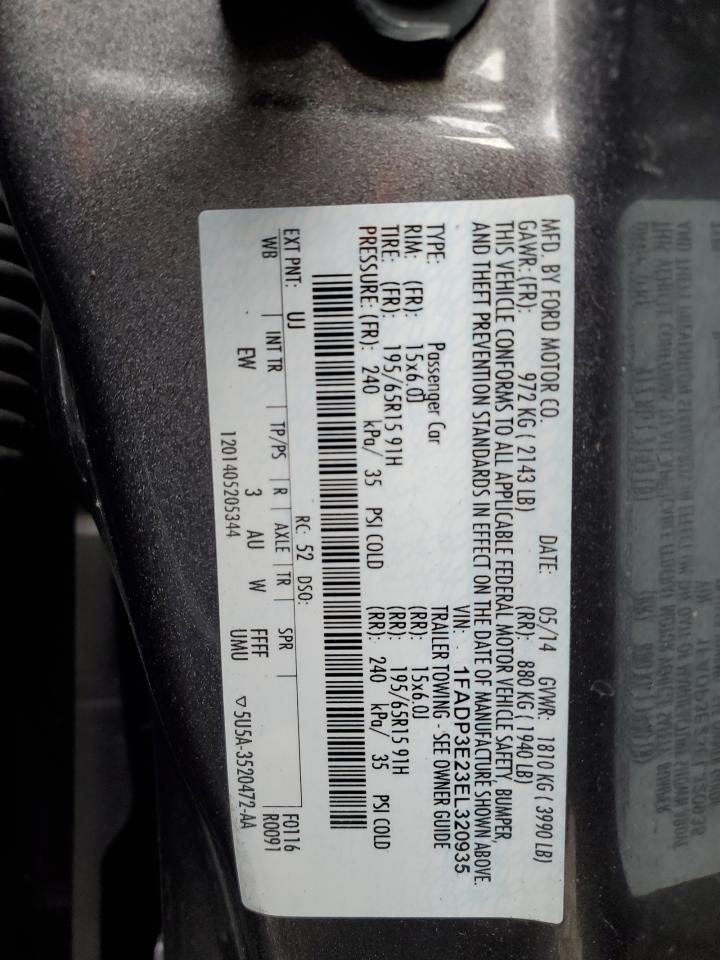 MFD. BY FORD MOTOR CO. DATE: 05/14 GVWR: 1810 KG ( 3990 LB)
GAWR: (FR): 972 KG ( 2143 LB) (RR): 880 KG ( 1940 LB)
THIS VEHICLE CONFORMS TO ALL APPLICABLE FEDERAL MOTOR VEHICLE SAFETY, BUMPER,
AND THEFT PREVENTION STANDARDS IN EFFECT ON THE DATE OF MANUFACTURE SHOWN ABOVE.
VIN: 1FADP3E23EL320935
TYPE: Passenger Car TRAILER TOWING - SEE OWNER GUIDE
RIM: (FR): 15x6.0J (RR): 15x6.0J
TIRE: (FR): 195/65R15 91H (RR): 195/65R15 91H
PRESSURE: (FR): 240 kPa/ 35 PSI COLD (RR): 240 kPa/ 35 PSI COLD
EXT PNT: UJ RC: 52 DSO: F0116
WB INT TR TP/PS R AXLE TR SPR R0091
EW 3 AU W FFFF
1201405205344 UMU ▽5U5A-3520472-AA